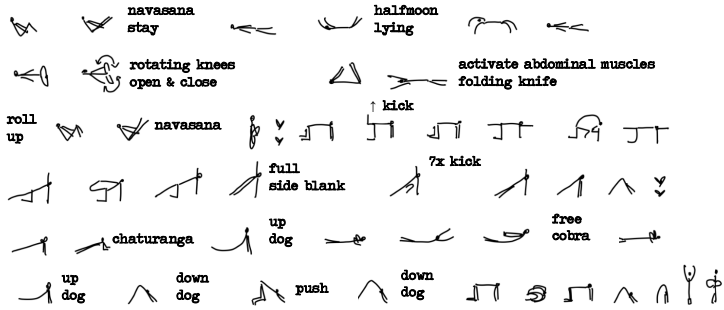 navasana
stay
halfmoon
lying
rotating knees
open & close
activate abdominal muscles
folding knife
↑ kick
roll
up
navasana
full
side blank
7x kick
chaturanga
up
dog
free
cobra
up
dog
down
dog
push
down
dog